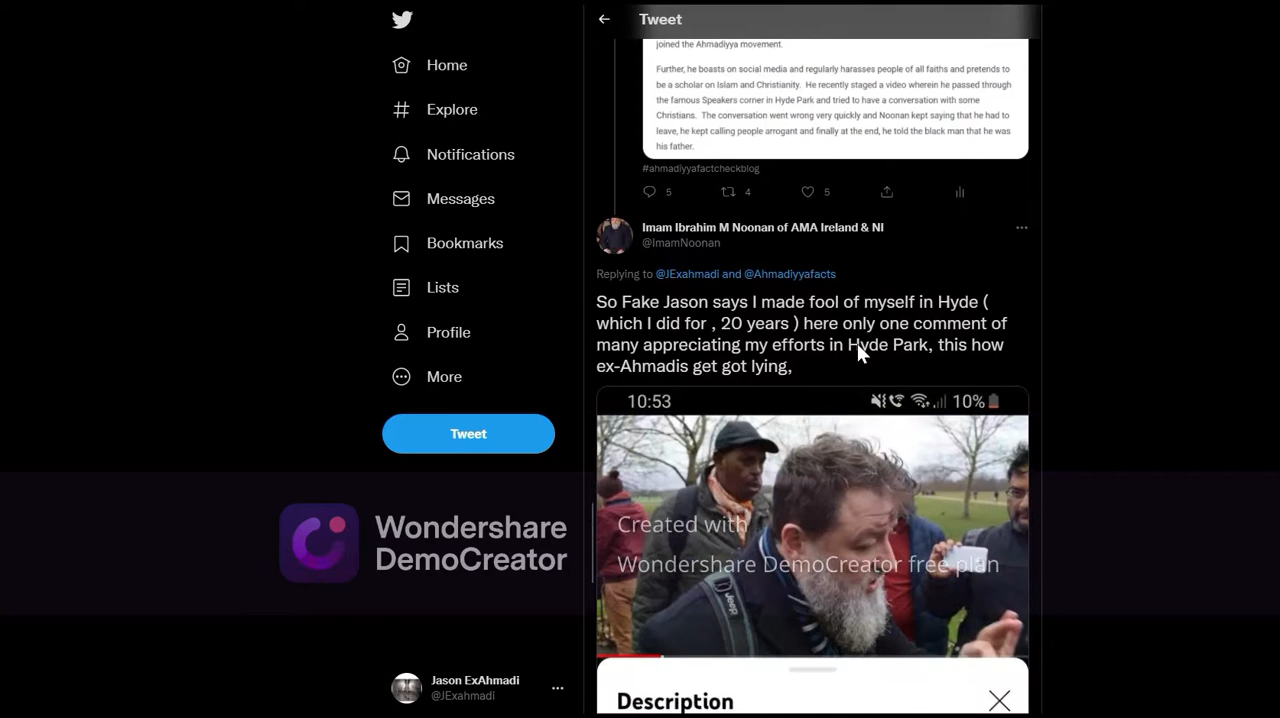 Tweet
joined the Ahmadiyya movement.
Further, he boasts on social media and regularly harasses people of all faiths and pretends to
be a scholar on Islam and Christianity. He recently staged a video wherein he passed through
the famous Speakers corner in Hyde Park and tried to have a conversation with some
Christians. The conversation went wrong very quickly and Noonan kept saying that he had to
leave, he kept calling people arrogant and finally at the end, he told the black man that he was
his father.
#ahmadiyyafactcheckblog
5 4 5
Home
Explore
Notifications
Messages
Bookmarks
Lists
Profile
More
Tweet
Imam Ibrahim M Noonan of AMA Ireland & NI
@ImamNoonan
Replying to @JExahmadi and @Ahmadiyyafacts
So Fake Jason says I made fool of myself in Hyde (
which I did for , 20 years ) here only one comment of
many appreciating my efforts in Hyde Park, this how
ex-Ahmadis get got lying,
10:53 10%
Jeep
Wondershare
DemoCreator
Created with
Wondershare DemoCreator free plan
Description
Jason ExAhmadi
@JExahmadi